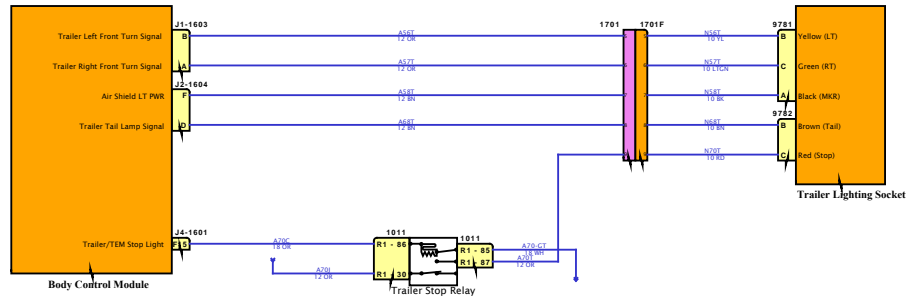 J1-1603
1701
1701F
9781
Trailer Left Front Turn Signal
B
A56T
12 OR
N56T
10 YL
B
Yellow (LT)
Trailer Right Front Turn Signal
A
A57T
12 OR
N57T
10 LTGN
C
Green (RT)
J2-1604
Air Shield LT PWR
F
A58T
12 BN
N58T
10 BK
A
Black (MKR)
9782
Trailer Tail Lamp Signal
D
A68T
12 BN
N68T
10 BN
B
Brown (Tail)
N70T
10 RD
C
Red (Stop)
Trailer Lighting Socket
J4-1601
1011
1011
Trailer/TEM Stop Light
F 5
A70C
18 OR
R1 - 86
R1 - 85
A70-GT
18 WH
R1 - 87
A70T
12 OR
A70J
12 OR
R1 30
Body Control Module
Trailer Stop Relay